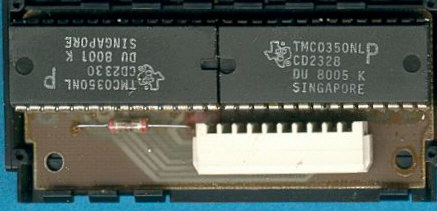 TMC0350NL
CD2330
DU 8001 K
SINGAPORE
P
TMC0350NL
CD2328
P
DU 8005 K
SINGAPORE